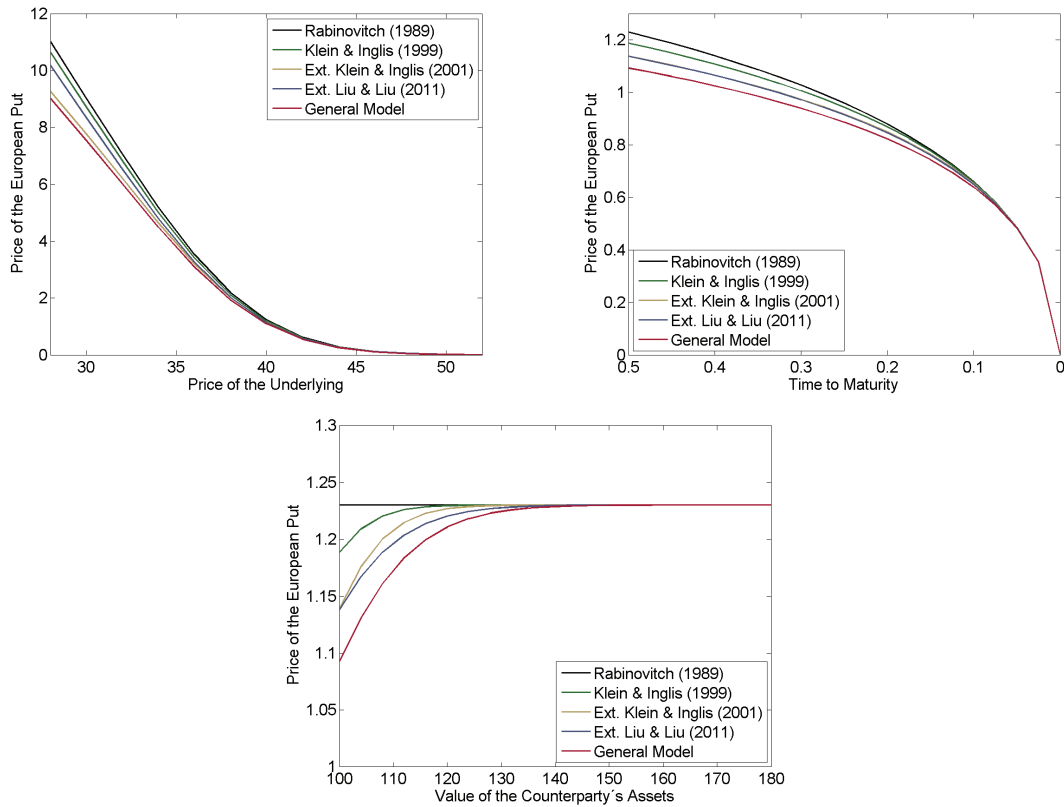 12
10
8
6
4
2
0
30
35
40
45
50
Price of the European Put
Price of the Underlying
Rabinovitch (1989)
Klein & Inglis (1999)
Ext. Klein & Inglis (2001)
Ext. Liu & Liu (2011)
General Model
1.2
1
0.8
0.6
0.4
0.2
0
0.5
0.4
0.3
0.2
0.1
0
Price of the European Put
Time to Maturity
Rabinovitch (1989)
Klein & Inglis (1999)
Ext. Klein & Inglis (2001)
Ext. Liu & Liu (2011)
General Model
1.3
1.25
1.2
1.15
1.1
1.05
1
100
110
120
130
140
150
160
170
180
Price of the European Put
Value of the Counterparty´s Assets
Rabinovitch (1989)
Klein & Inglis (1999)
Ext. Klein & Inglis (2001)
Ext. Liu & Liu (2011)
General Model